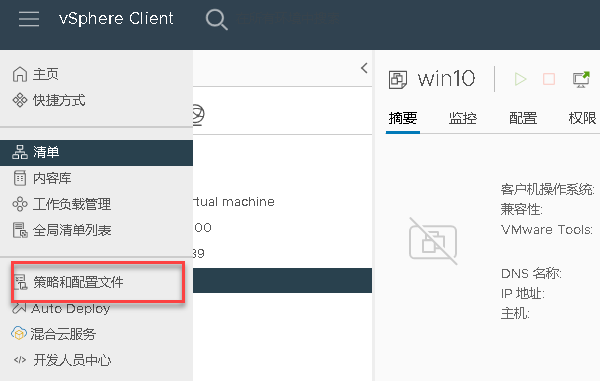 vSphere Client
主页
快捷方式
清单
内容库
工作负载管理
全局清单列表
策略和配置文件
Auto Deploy
混合云服务
开发人员中心
rtual machine
00
39
win10
摘要 监控 配置 权限
客户机操作系统:
兼容性:
VMware Tools:
DNS 名称:
IP 地址:
主机: